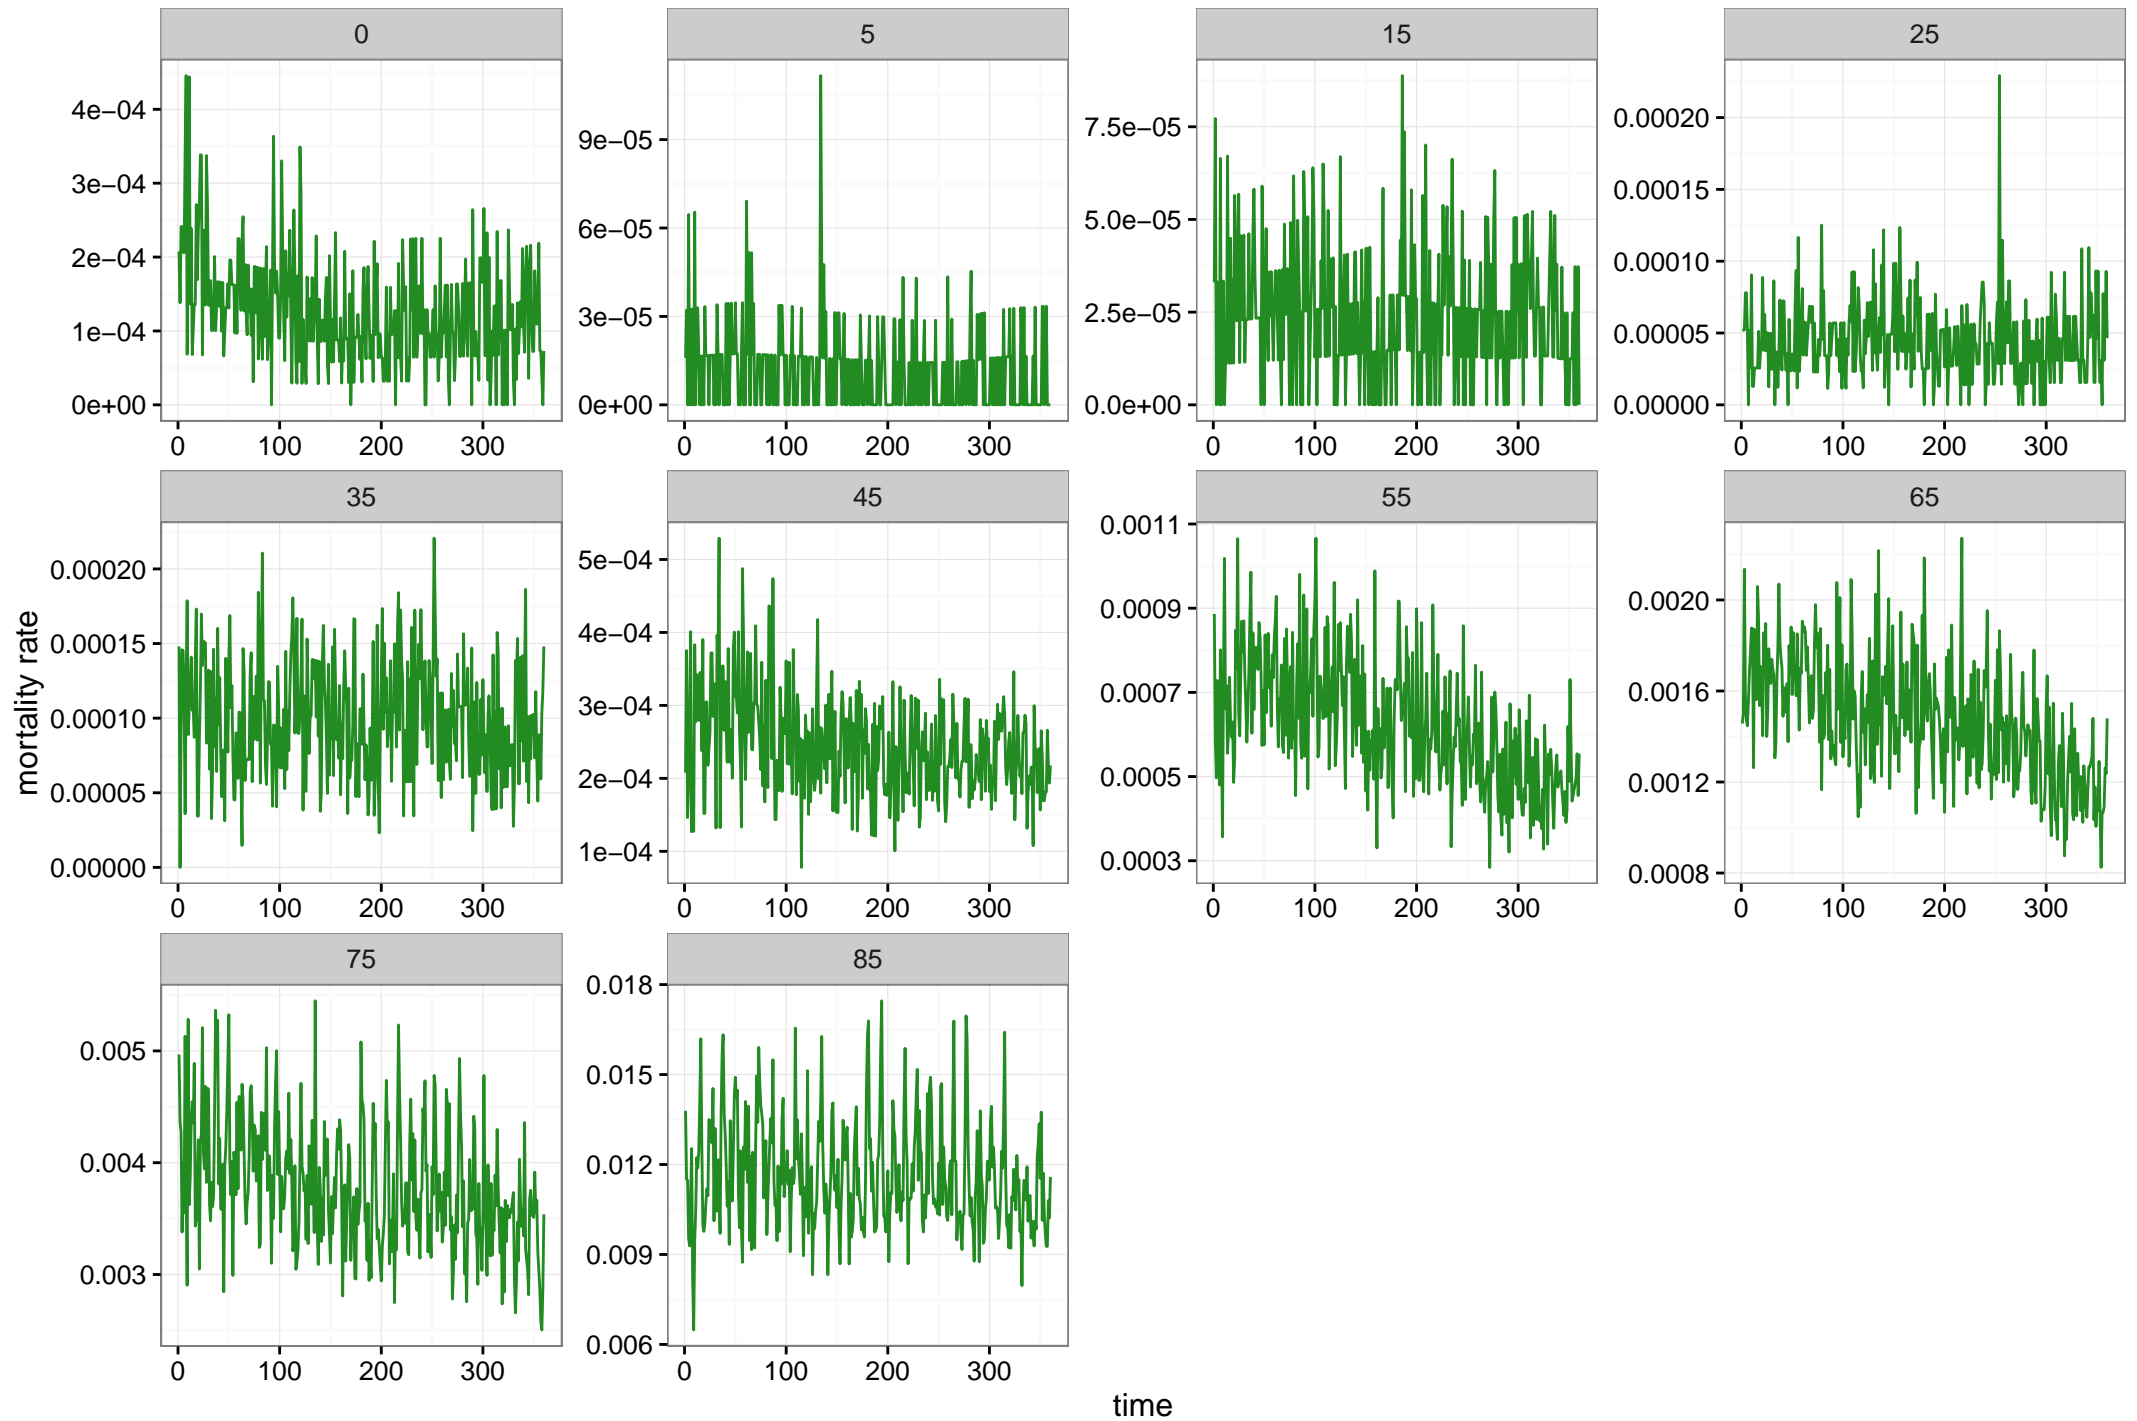 0 5 15 25
4e−04
3e−04
2e−04
1e−04
0e+00
0 100 200 300
9e−05
6e−05
3e−05
0e+00
0 100 200 300
7.5e−05
5.0e−05
2.5e−05
0.0e+00
0 100 200 300
0.00020
0.00015
0.00010
0.00005
0.00000
0 100 200 300
mortality rate
35 45 55 65
0.00020
0.00015
0.00010
0.00005
0.00000
0 100 200 300
5e−04
4e−04
3e−04
2e−04
1e−04
0 100 200 300
0.0011
0.0009
0.0007
0.0005
0.0003
0 100 200 300
0.0020
0.0016
0.0012
0.0008
0 100 200 300
75 85
0.005
0.004
0.003
0 100 200 300
0.018
0.015
0.012
0.009
0.006
0 100 200 300
time